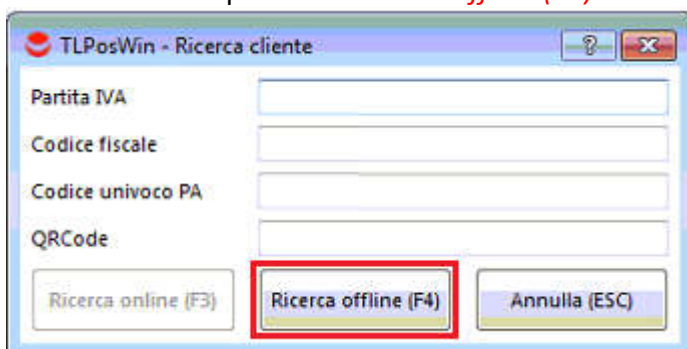 TLPosWin - Ricerca cliente
Partita IVA
Codice fiscale
Codice univoco PA
QRCode
Ricerca online (F3) Ricerca offline (F4) Annulla (ESC)